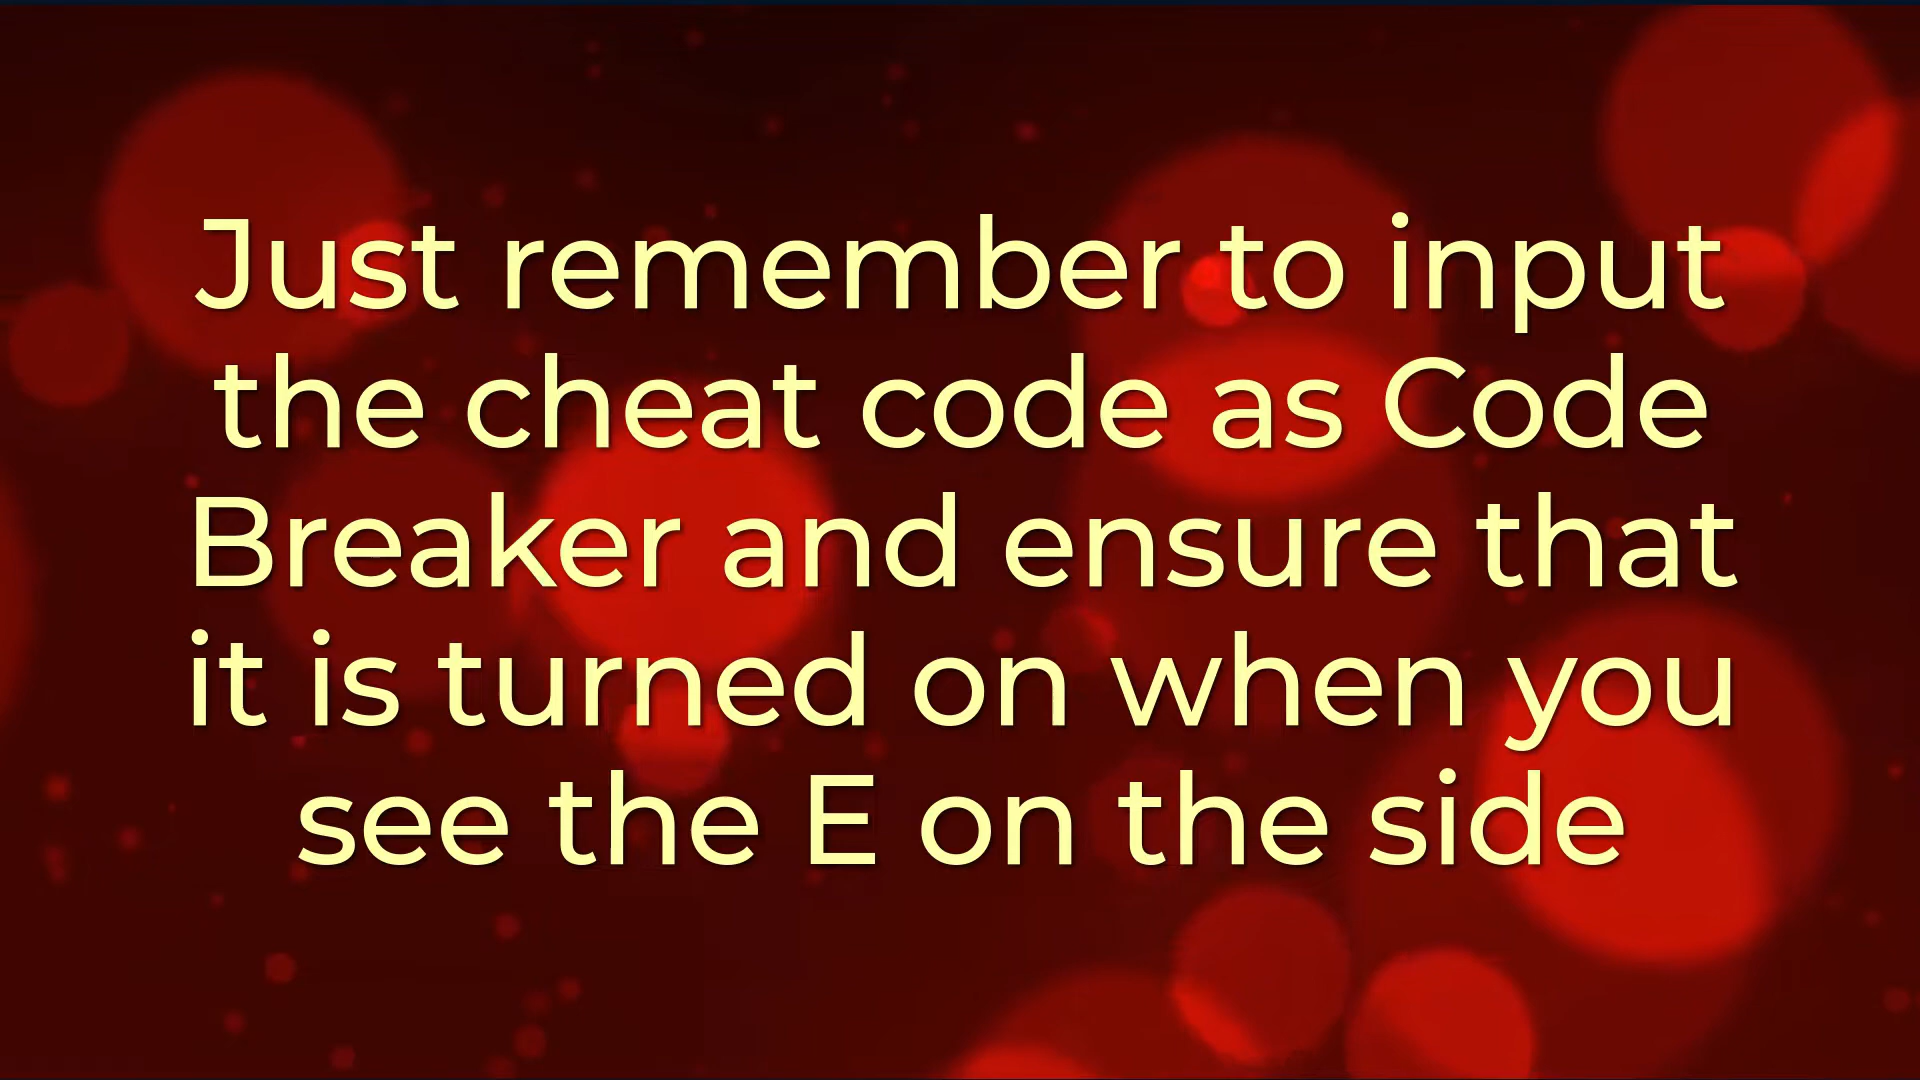 Just remember to input
the cheat code as Code
Breaker and ensure that
it is turned on when you
see the E on the side